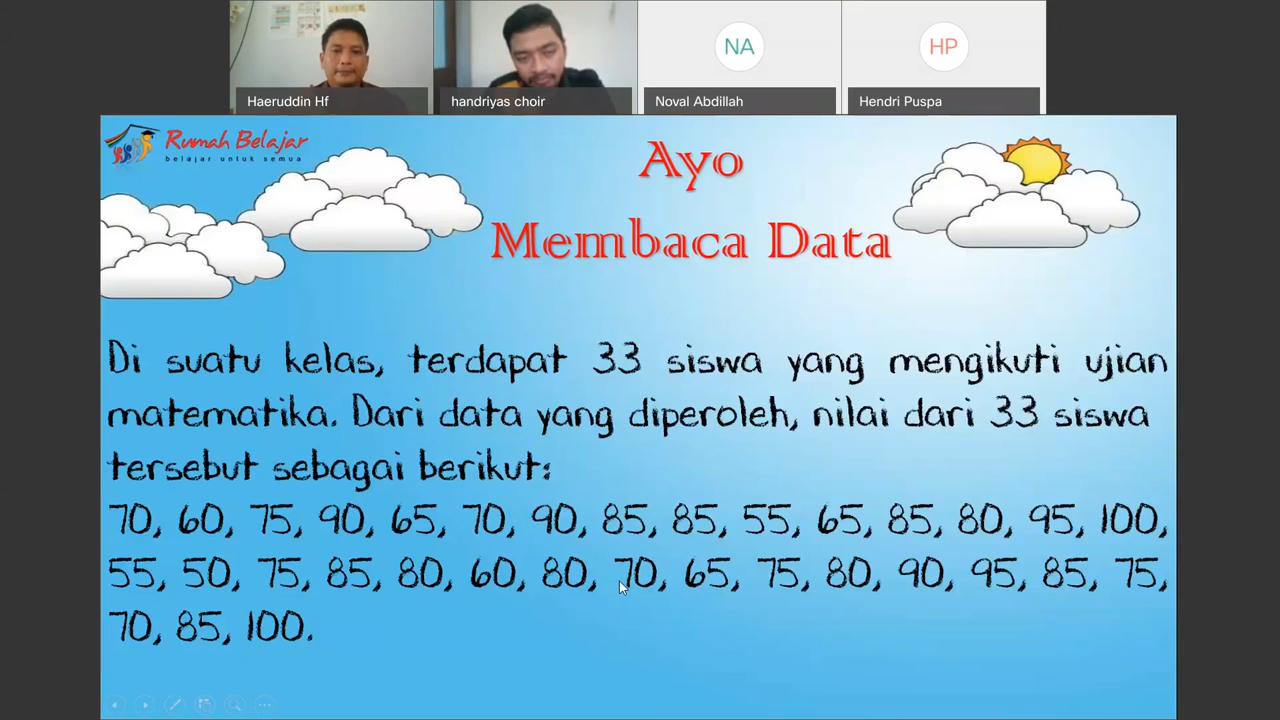 NA
HP
Haeruddin Hf
handriyas choir
Noval Abdillah
Hendri Puspa
Rumah Belajar
belajar untuk semua
Ayo
Membaca Data
Di suatu kelas, terdapat 33 siswa yang mengikuti ujian
matematika. Dari data yang diperoleh, nilai dari 33 siswa
tersebut sebagai berikut:
70, 60, 75, 90, 65, 70, 90, 85, 85, 55, 65, 85, 80, 95, 100,
55, 50, 75, 85, 80, 60, 80, 70, 65, 75, 80, 90, 95, 85, 75,
70, 85, 100.